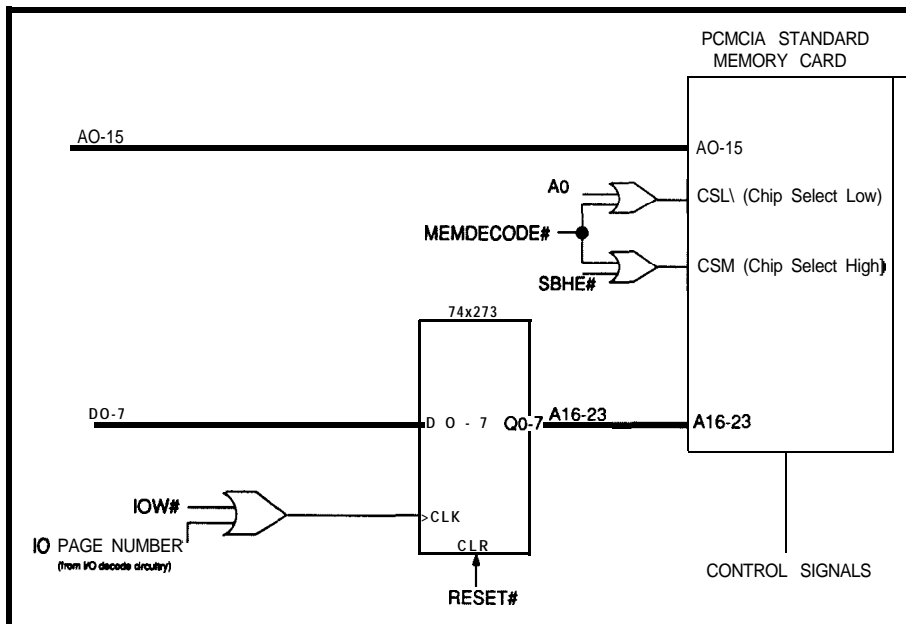 PCMCIA STANDARD
MEMORY CARD
AO-15
AO-15
A0
CSL\ (Chip Select Low)
MEMDECODE#
CSM (Chip Select High)
SBHE#
74x273
DO-7
D O - 7
Q0-7
A16-23
A16-23
IOW#
>CLK
IO PAGE NUMBER
(from I/O decode circuitry)
CLR
RESET#
CONTROL SIGNALS